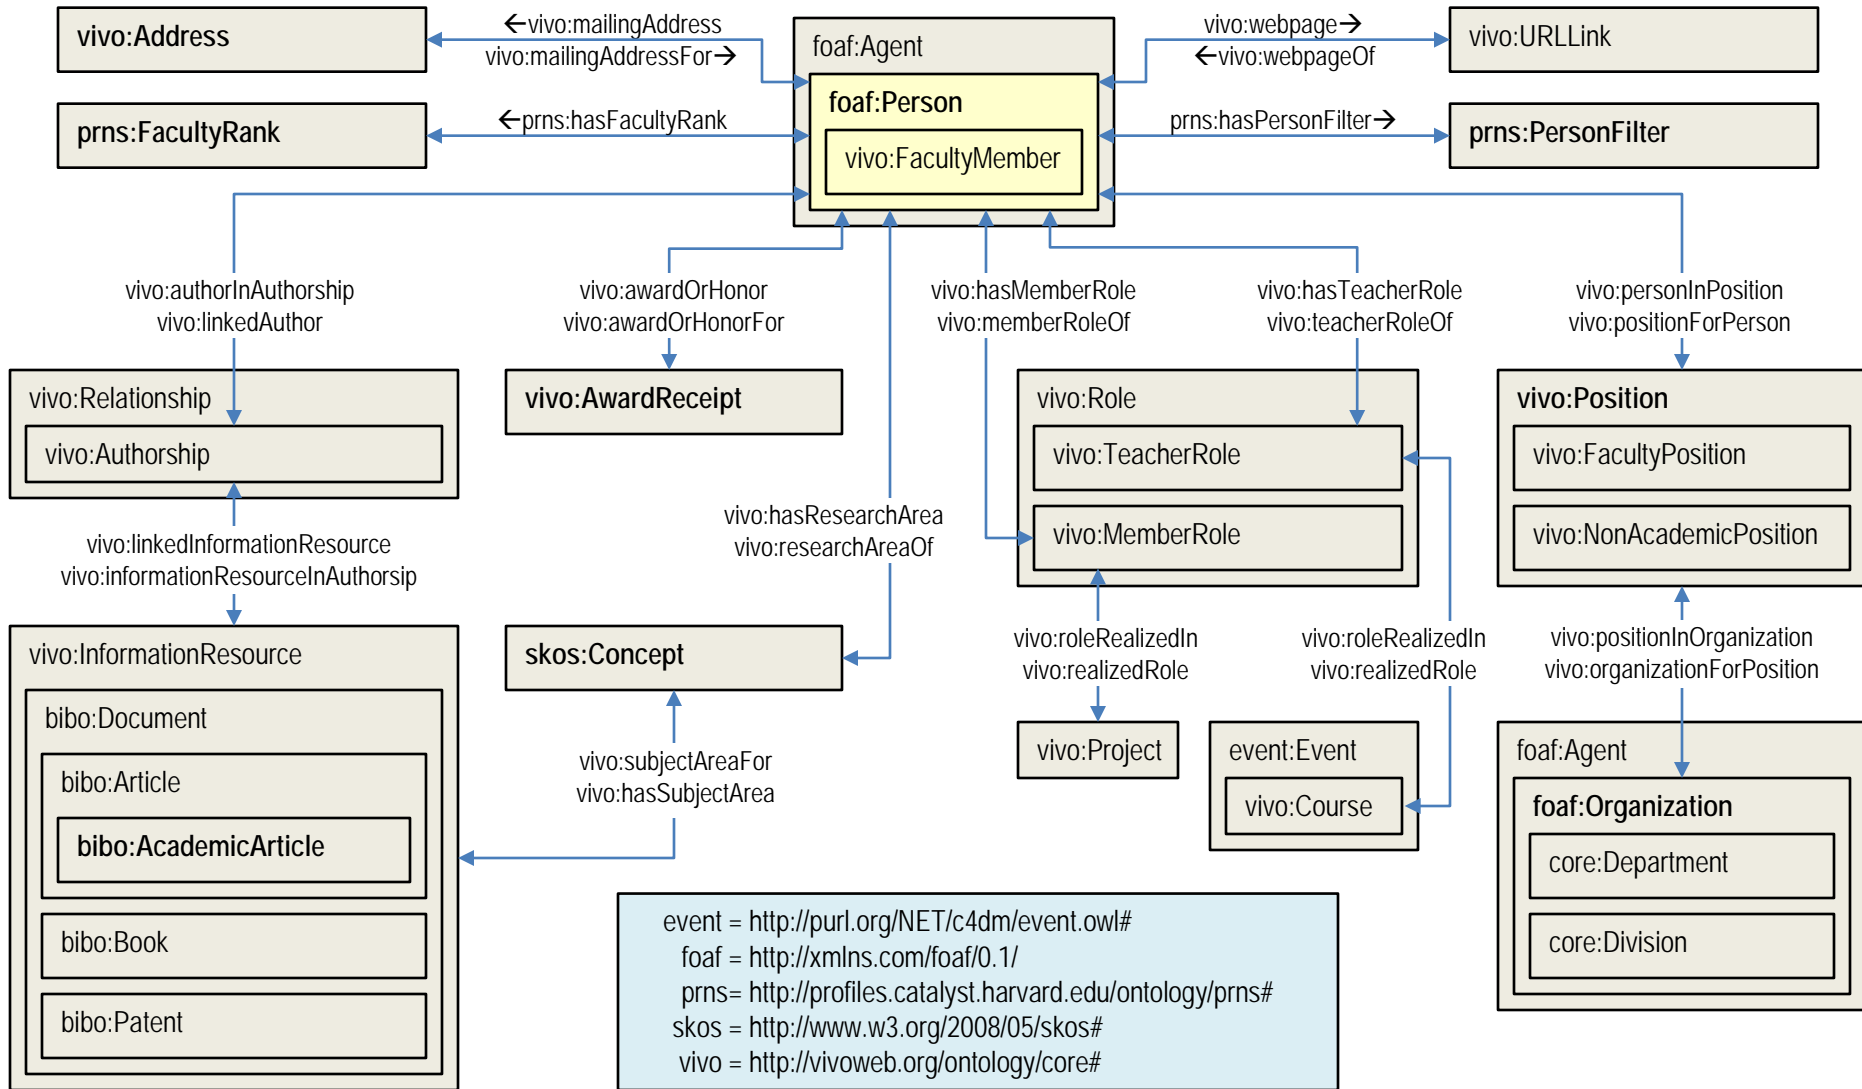 vivo:Address
←vivo:mailingAddress
vivo:mailingAddressFor→
foaf:Agent
foaf:Person
vivo:FacultyMember
vivo:webpage→
←vivo:webpageOf
vivo:URLLink
prns:FacultyRank
←prns:hasFacultyRank
prns:hasPersonFilter→
prns:PersonFilter
vivo:authorInAuthorship
vivo:linkedAuthor
vivo:awardOrHonor
vivo:awardOrHonorFor
vivo:hasMemberRole
vivo:memberRoleOf
vivo:hasTeacherRole
vivo:teacherRoleOf
vivo:personInPosition
vivo:positionForPerson
vivo:Relationship
vivo:Authorship
vivo:AwardReceipt
vivo:Role
vivo:TeacherRole
vivo:MemberRole
vivo:Position
vivo:FacultyPosition
vivo:NonAcademicPosition
vivo:hasResearchArea
vivo:researchAreaOf
vivo:linkedInformationResource
vivo:informationResourceInAuthorsip
vivo:roleRealizedIn
vivo:realizedRole
vivo:roleRealizedIn
vivo:realizedRole
vivo:positionInOrganization
vivo:organizationForPosition
vivo:InformationResource
bibo:Document
bibo:Article
bibo:AcademicArticle
bibo:Book
bibo:Patent
skos:Concept
vivo:subjectAreaFor
vivo:hasSubjectArea
vivo:Project
event:Event
vivo:Course
foaf:Agent
foaf:Organization
core:Department
core:Division
event = http://purl.org/NET/c4dm/event.owl#
foaf = http://xmlns.com/foaf/0.1/
prns= http://profiles.catalyst.harvard.edu/ontology/prns#
skos = http://www.w3.org/2008/05/skos#
vivo = http://vivoweb.org/ontology/core#